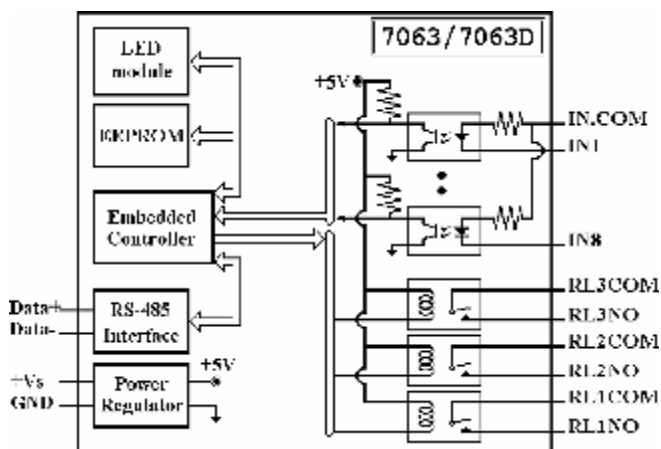 7063/7063D
LED
module
EEPROM
Embedded
Controller
RS-485
Interface
Power
Regulator
Data+
Data-
+Vs
GND
+5V
+5V
IN.COM
IN1
IN8
RL3COM
RL3NO
RL2COM
RL2NO
RL1COM
RL1NO